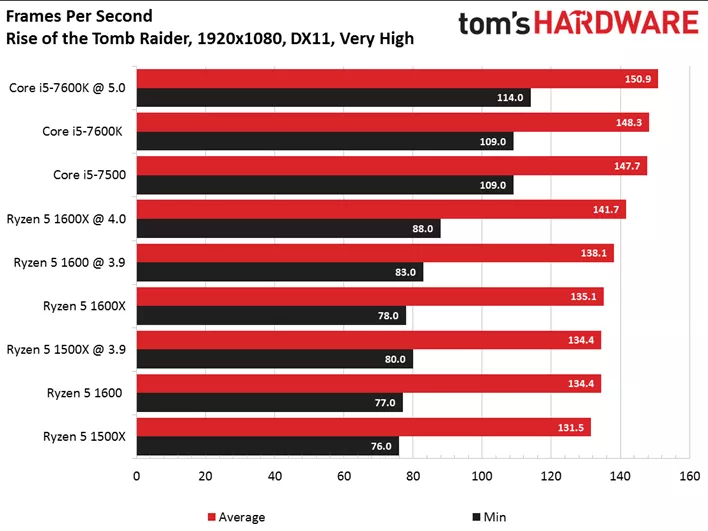 Frames Per Second
Rise of the Tomb Raider, 1920x1080, DX11, Very High
tom's HARDWARE
Core i5-7600K @ 5.0
150.9
114.0
Core i5-7600K
148.3
109.0
Core i5-7500
147.7
109.0
Ryzen 5 1600X @ 4.0
141.7
88.0
Ryzen 5 1600 @ 3.9
138.1
83.0
Ryzen 5 1600X
135.1
78.0
Ryzen 5 1500X @ 3.9
134.4
80.0
Ryzen 5 1600
134.4
77.0
Ryzen 5 1500X
131.5
76.0
0 20 40 60 80 100 120 140 160
Average Min